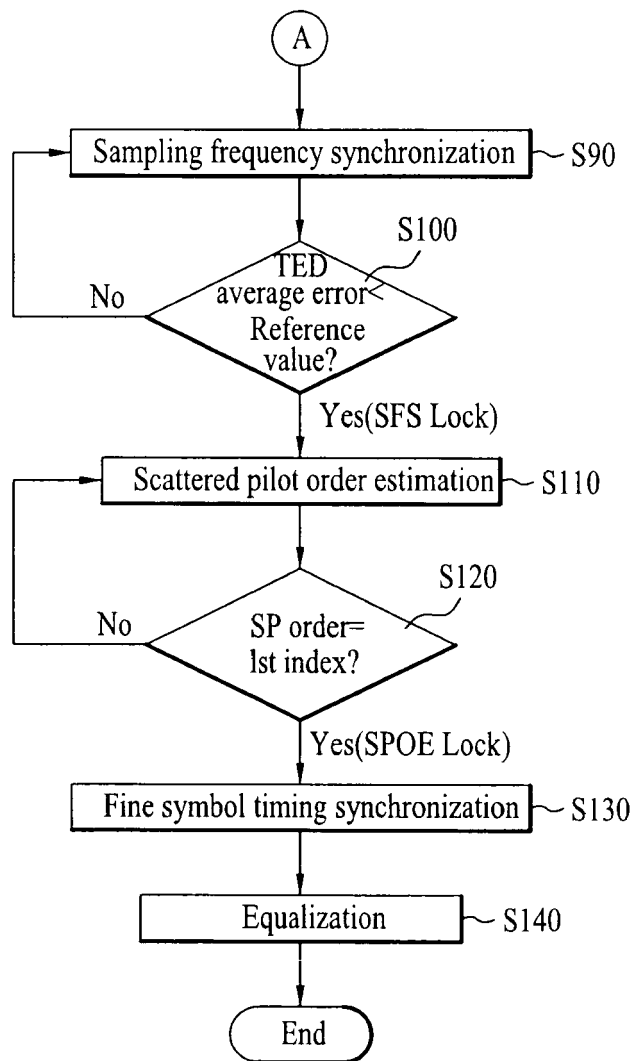 A
Sampling frequency synchronization
S90
S100
TED
average error<
Reference
value?
No
Yes(SFS Lock)
Scattered pilot order estimation
S110
S120
SP order=
1st index?
No
Yes(SPOE Lock)
Fine symbol timing synchronization
S130
Equalization
S140
End